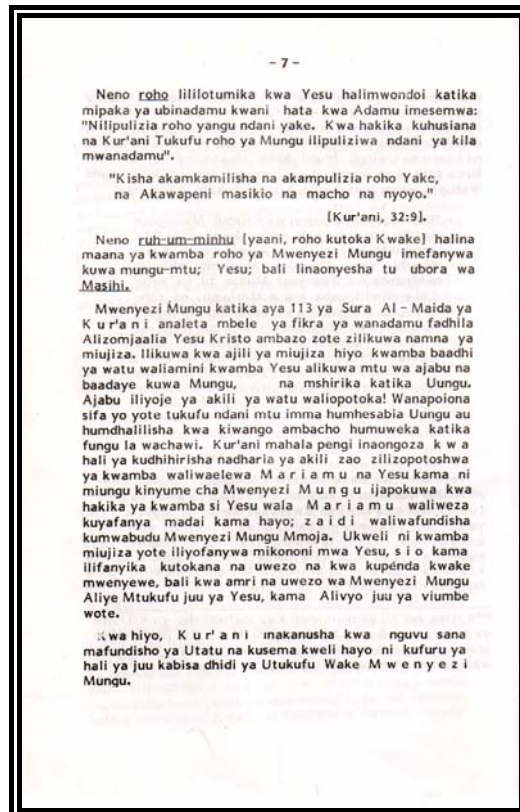 - 7 -
Neno roho lililotumika kwa Yesu halimwondoi katika
mipaka ya ubinadamu kwani hata kwa Adamu imesemwa:
"Nilipulizia roho yangu ndani yake. Kwa hakika kuhusiana
na Kur'ani Tukufu roho ya Mungu ilipuliziwa ndani ya kila
mwanadamu".
"Kisha akamkamilisha na akampulizia roho Yake,
na Akawapeni masikio na macho na nyoyo."
[Kur'ani, 32:9].
Neno ruh-um-minhu [yaani, roho kutoka Kwake] halina
maana ya kwamba roho ya Mwenyezi Mungu imefanywa
kuwa mungu-mtu; Yesu; bali linaonyesha tu ubora wa
Masihi.
Mwenyezi Mungu katika aya 113 ya Sura Al - Maida ya
K u r' a n i analeta mbele ya fikra ya wanadamu fadhila
Alizomjaalia Yesu Kristo ambazo zote zilikuwa namna ya
miujiza. Ilikuwa kwa ajili ya miujiza hiyo kwamba baadhi
ya watu waliamini kwamba Yesu alikuwa mtu wa ajabu na
baadaye kuwa Mungu, na mshirika katika Uungu.
Ajabu iliyoje ya akili ya watu waliopotoka! Wanapoiona
sifa yo yote tukufu ndani mtu imma humhesabia Uungu au
humdhalilisha kwa kiwango ambacho humuweka katika
fungu la wachawi. Kur'ani mahala pengi inaongoza k w a
hali ya kudhihirisha nadharia ya akili zao zilizopotoshwa
ya kwamba waliwaelewa M a r i a m u na Yesu kama ni
miungu kinyume cha Mwenyezi M u n g u ijapokuwa kwa
hakika ya kwamba si Yesu wala M a r i a m u waliweza
kuyafanya madai kama hayo; z a i d i waliwafundisha
kumwabudu Mwenyezi Mungu Mmoja. Ukweli ni kwamba
miujiza yote iliyofanywa mikononi mwa Yesu, s i o kama
ilifanyika kutokana na uwezo na kwa kupénda kwake
mwenyewe, bali kwa amri na uwezo wa Mwenyezi Mungu
Aliye Mtukufu juu ya Yesu, kama Alivyo juu ya viumbe
wote.
Kwa hiyo, K u r' a n i inakanusha kwa nguvu sana
mafundisho ya Utatu na kusema kweli hayo ni kufuru ya
hali ya juu kabisa dhidi ya Utukufu Wake M w e n y e z i
Mungu.